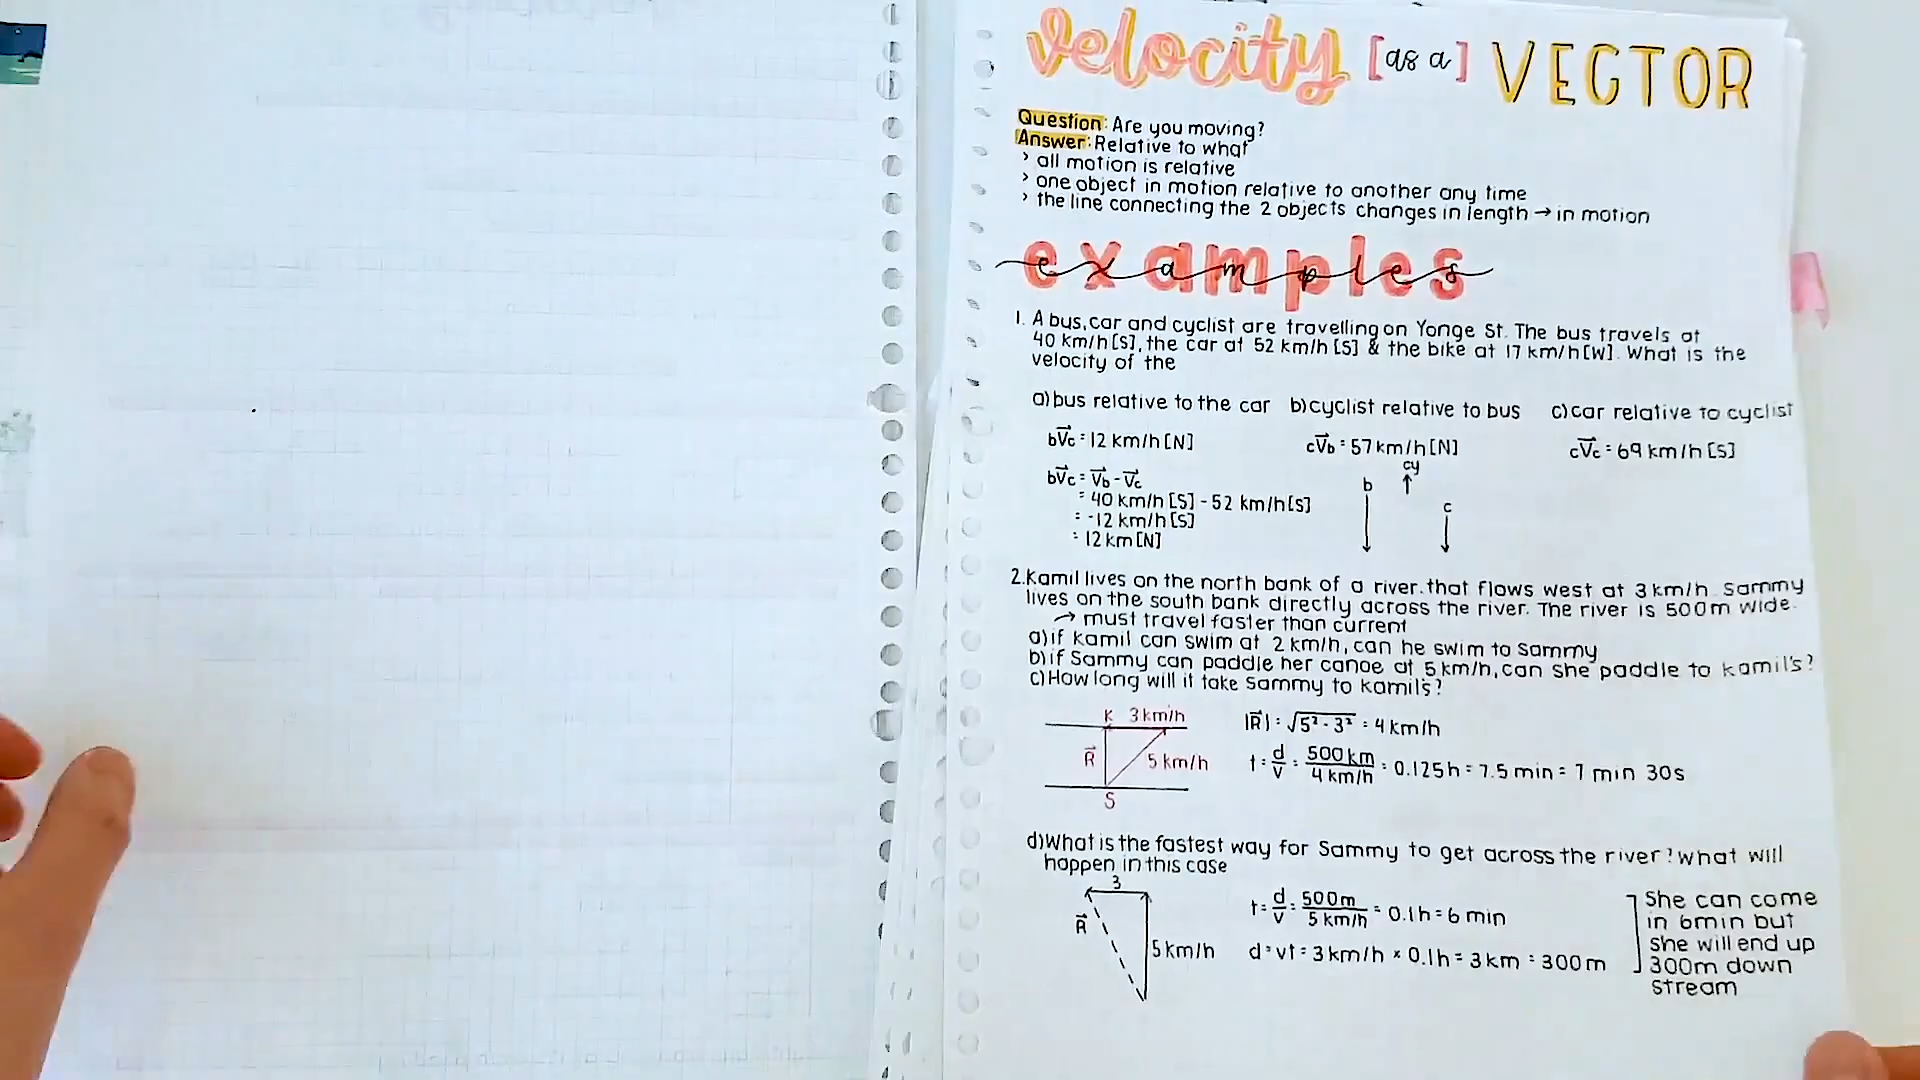 velocity [as a] VECTOR
Question: Are you moving?
Answer: Relative to what
> all motion is relative
> one object in motion relative to another any time
> the line connecting the 2 objects changes in length → in motion
examples
examples
1. A bus, car and cyclist are travelling on Yonge St. The bus travels at
40 km/h [S], the car at 52 km/h [S] & the bike at 17 km/h [W]. What is the
velocity of the
a) bus relative to the car b) cyclist relative to bus c) car relative to cyclist
bV⃗c = 12 km/h [N] cV⃗b = 57 km/h [N] cV⃗c = 69 km/h [S]
bV⃗c = V⃗b - V⃗c
= 40 km/h [S] - 52 km/h [S]
= -12 km/h [S]
= 12 km [N]
b cy c
2. Kamil lives on the north bank of a river. that flows west at 3 km/h. Sammy
lives on the south bank directly across the river. The river is 500m wide.
→ must travel faster than current
a) if Kamil can swim at 2 km/h, can he swim to Sammy
b) if Sammy can paddle her canoe at 5 km/h, can she paddle to Kamil's?
c) How long will it take Sammy to Kamil's?
K 3 km/h
R⃗ 5 km/h
S
|R⃗| = √5² - 3² = 4 km/h
t = d/v = 500 km/4 km/h = 0.125h = 7.5 min = 7 min 30s
d) What is the fastest way for Sammy to get across the river? What will
happen in this case
3
R⃗
5 km/h
t = d/v = 500m/5 km/h = 0.1h = 6 min
d = vt = 3 km/h × 0.1h = 3 km = 300 m
She can come
in 6 min but
she will end up
300m down
stream